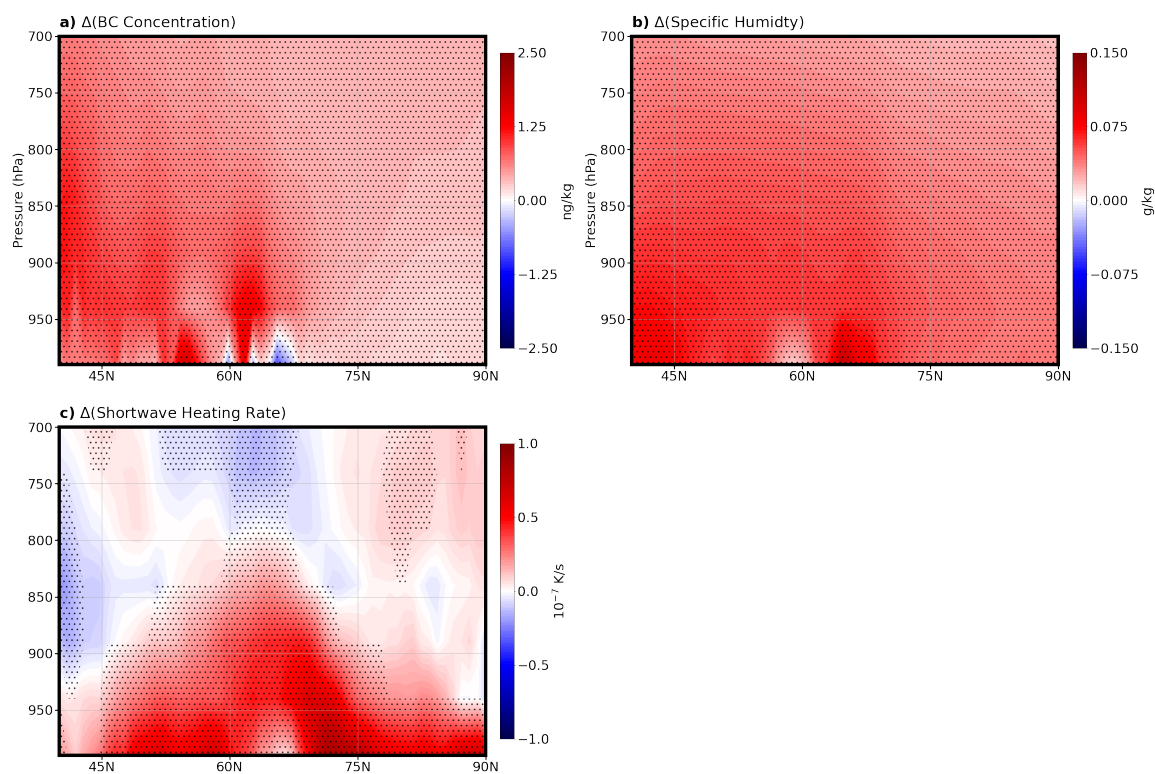 a) Δ(BC Concentration)
700
750
800
850
900
950
Pressure (hPa)
45N
60N
75N
90N
2.50
1.25
0.00
−1.25
−2.50
ng/kg
b) Δ(Specific Humidty)
700
750
800
850
900
950
Pressure (hPa)
45N
60N
75N
90N
0.150
0.075
0.000
−0.075
−0.150
g/kg
c) Δ(Shortwave Heating Rate)
700
750
800
850
900
950
45N
60N
75N
90N
1.0
0.5
0.0
−0.5
−1.0
10⁻⁷ K/s